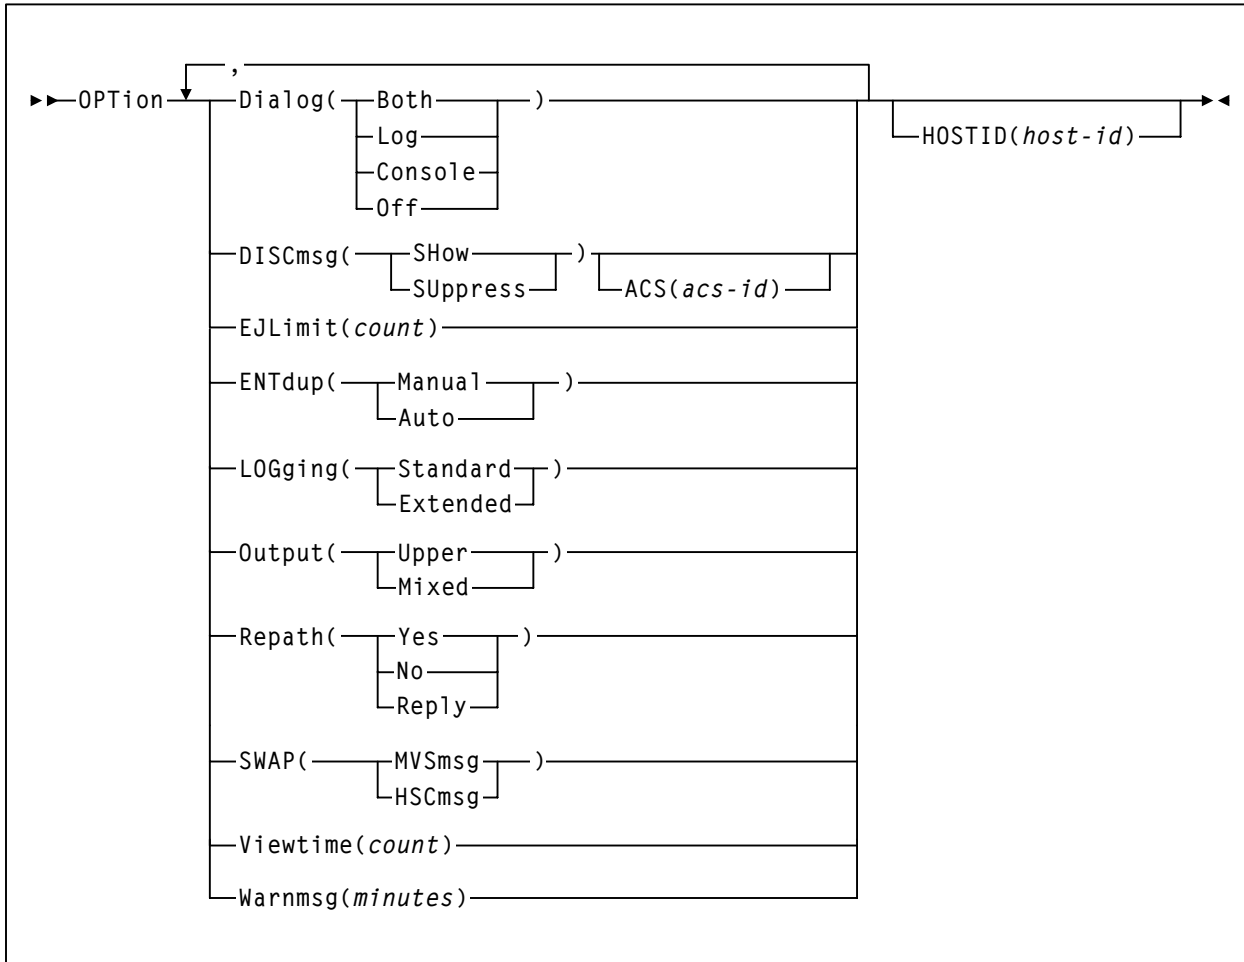 ,
OPTion Dialog( Both )
Log
Console
Off
HOSTID(host-id)
DISCmsg( SHow )
SUppress
ACS(acs-id)
EJLimit(count)
ENTdup( Manual )
Auto
LOGging( Standard )
Extended
Output( Upper )
Mixed
Repath( Yes )
No
Reply
SWAP( MVSmsg )
HSCmsg
Viewtime(count)
Warnmsg(minutes)